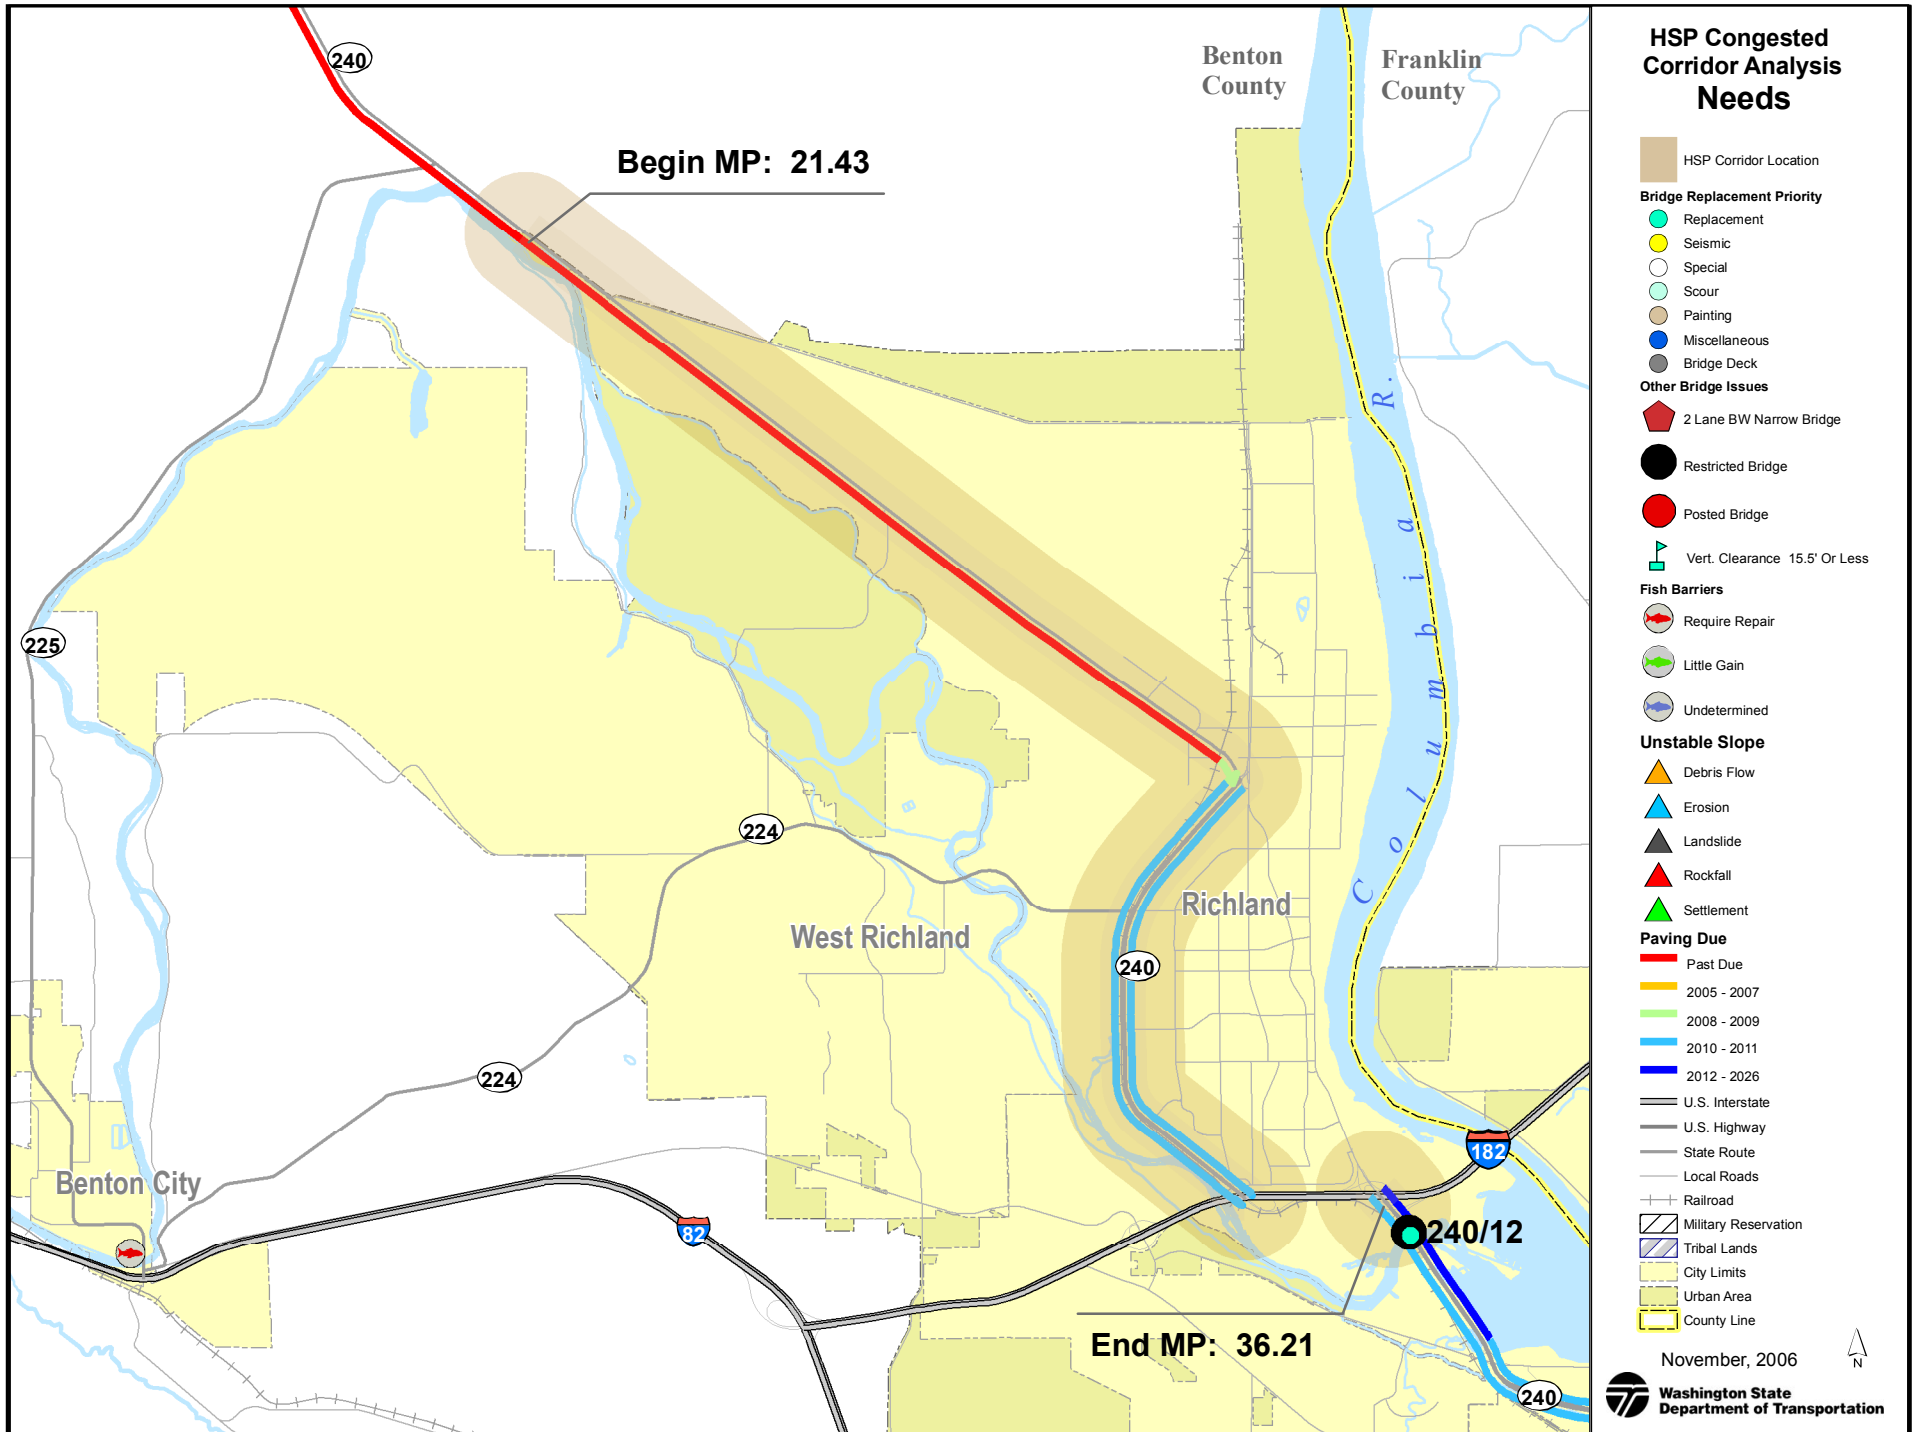 240
Benton
County
Franklin
County
Begin MP: 21.43
Columbia R.
225
224
West Richland
Richland
240
224
182
Benton City
82
240/12
End MP: 36.21
240
HSP Congested
Corridor Analysis
Needs
HSP Corridor Location
Bridge Replacement Priority
Replacement
Seismic
Special
Scour
Painting
Miscellaneous
Bridge Deck
Other Bridge Issues
2 Lane BW Narrow Bridge
Restricted Bridge
Posted Bridge
Vert. Clearance 15.5' Or Less
Fish Barriers
Require Repair
Little Gain
Undetermined
Unstable Slope
Debris Flow
Erosion
Landslide
Rockfall
Settlement
Paving Due
Past Due
2005 - 2007
2008 - 2009
2010 - 2011
2012 - 2026
U.S. Interstate
U.S. Highway
State Route
Local Roads
Railroad
Military Reservation
Tribal Lands
City Limits
Urban Area
County Line
November, 2006
N
Washington State
Department of Transportation